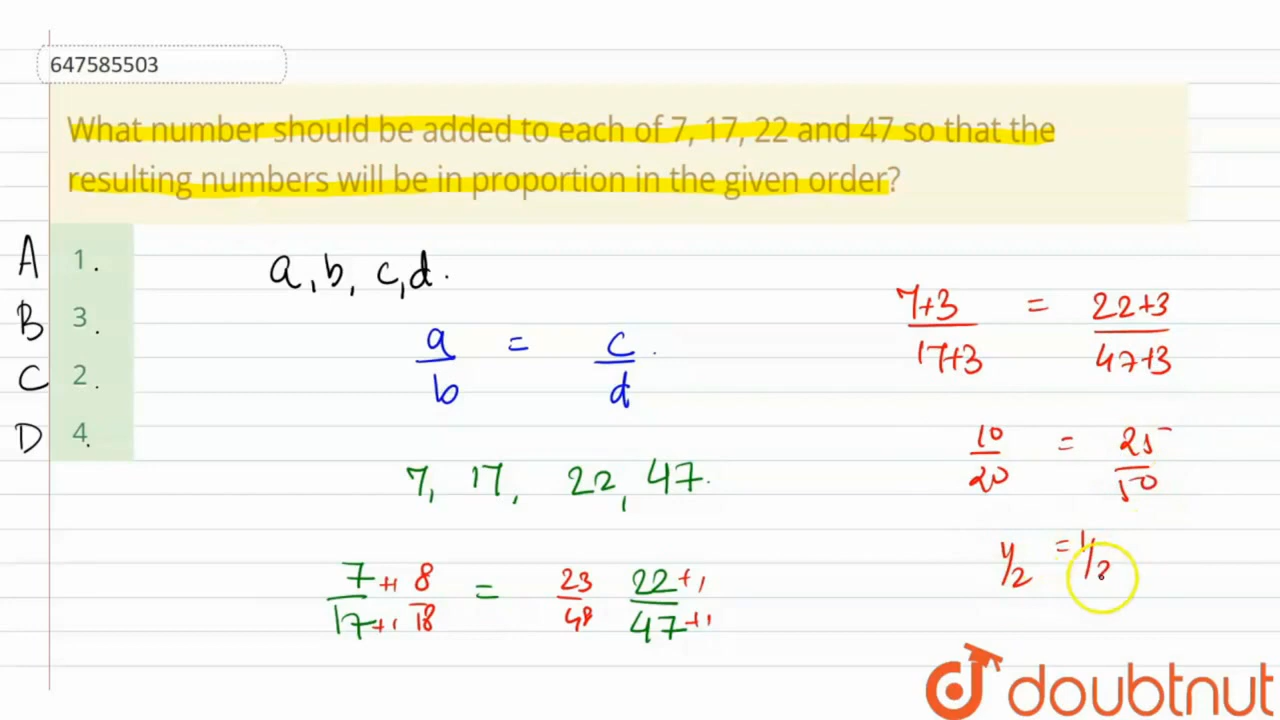 647585503
What number should be added to each of 7, 17, 22 and 47 so that the
resulting numbers will be in proportion in the given order?
A 1.
B 3.
C 2.
D 4.
a, b, c, d.
a/b = c/d.
7, 17, 22, 47.
7+1/17+1 8/18 = 23/48 22+1/47+1
7+3/17+3 = 22+3/47+3
10/20 = 25/50
1/2 = 1/2
doubtnut